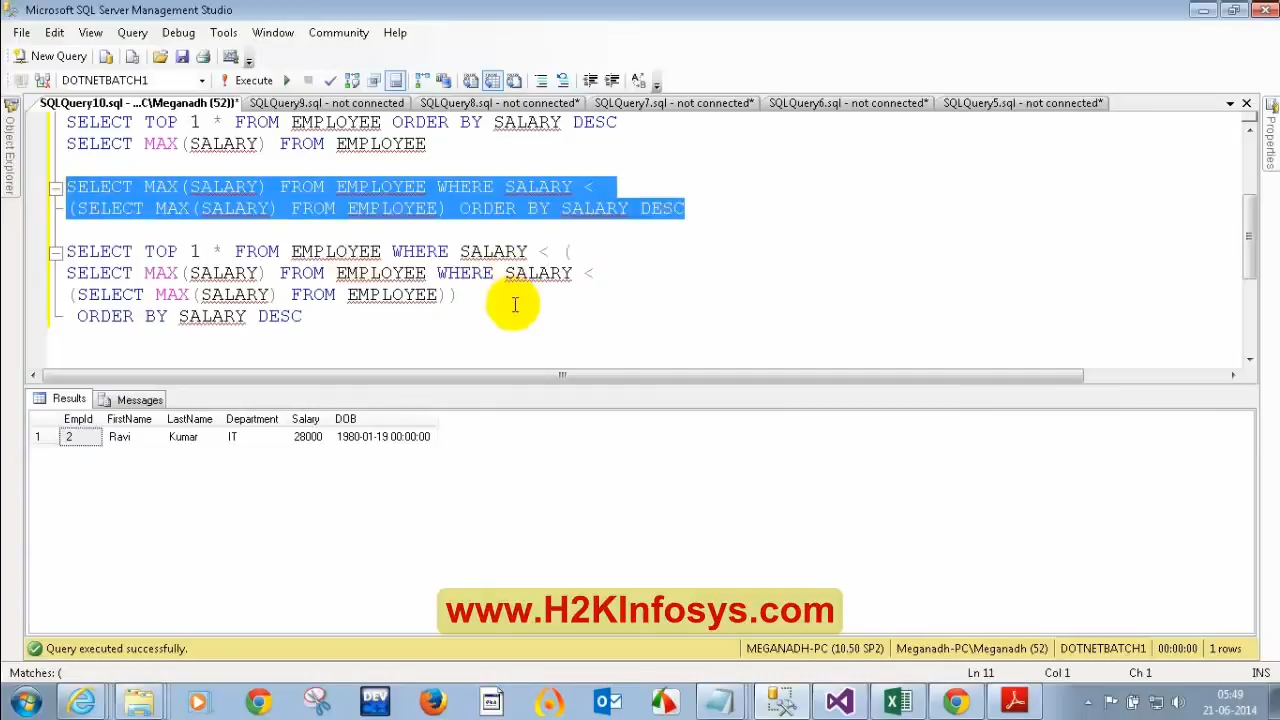 Microsoft SQL Server Management Studio
File Edit View Query Debug Tools Window Community Help
New Query
DOTNETBATCH1 Execute
SQLQuery10.sql - ...C\Meganadh (52))* SQLQuery9.sql - not connected SQLQuery8.sql - not connected* SQLQuery7.sql - not connected* SQLQuery6.sql - not connected* SQLQuery5.sql - not connected*
Object Explorer
Properties
SELECT TOP 1 * FROM EMPLOYEE ORDER BY SALARY DESC
SELECT MAX(SALARY) FROM EMPLOYEE
SELECT MAX(SALARY) FROM EMPLOYEE WHERE SALARY <
(SELECT MAX(SALARY) FROM EMPLOYEE) ORDER BY SALARY DESC
SELECT TOP 1 * FROM EMPLOYEE WHERE SALARY < (
SELECT MAX(SALARY) FROM EMPLOYEE WHERE SALARY <
(SELECT MAX(SALARY) FROM EMPLOYEE))
ORDER BY SALARY DESC
Results Messages
EmpId FirstName LastName Department Salary DOB
1 2 Ravi Kumar IT 28000 1980-01-19 00:00:00
www.H2KInfosys.com
Query executed successfully. MEGANADH-PC (10.50 SP2) Meganadh-PC\Meganadh (52) DOTNETBATCH1 00:00:00 1 rows
Matches: ( Ln 11 Col 1 Ch 1 INS
DEV
05:49
21-06-2014